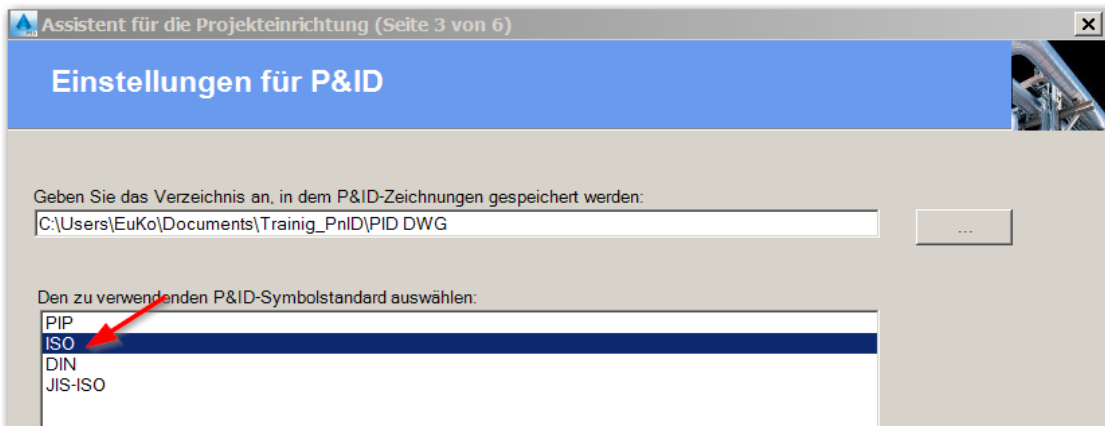 Assistent für die Projekteinrichtung (Seite 3 von 6)
Einstellungen für P&ID
Geben Sie das Verzeichnis an, in dem P&ID-Zeichnungen gespeichert werden:
C:\Users\EuKo\Documents\Trainig_PnID\PID DWG
...
Den zu verwendenden P&ID-Symbolstandard auswählen:
PIP
ISO
DIN
JIS-ISO